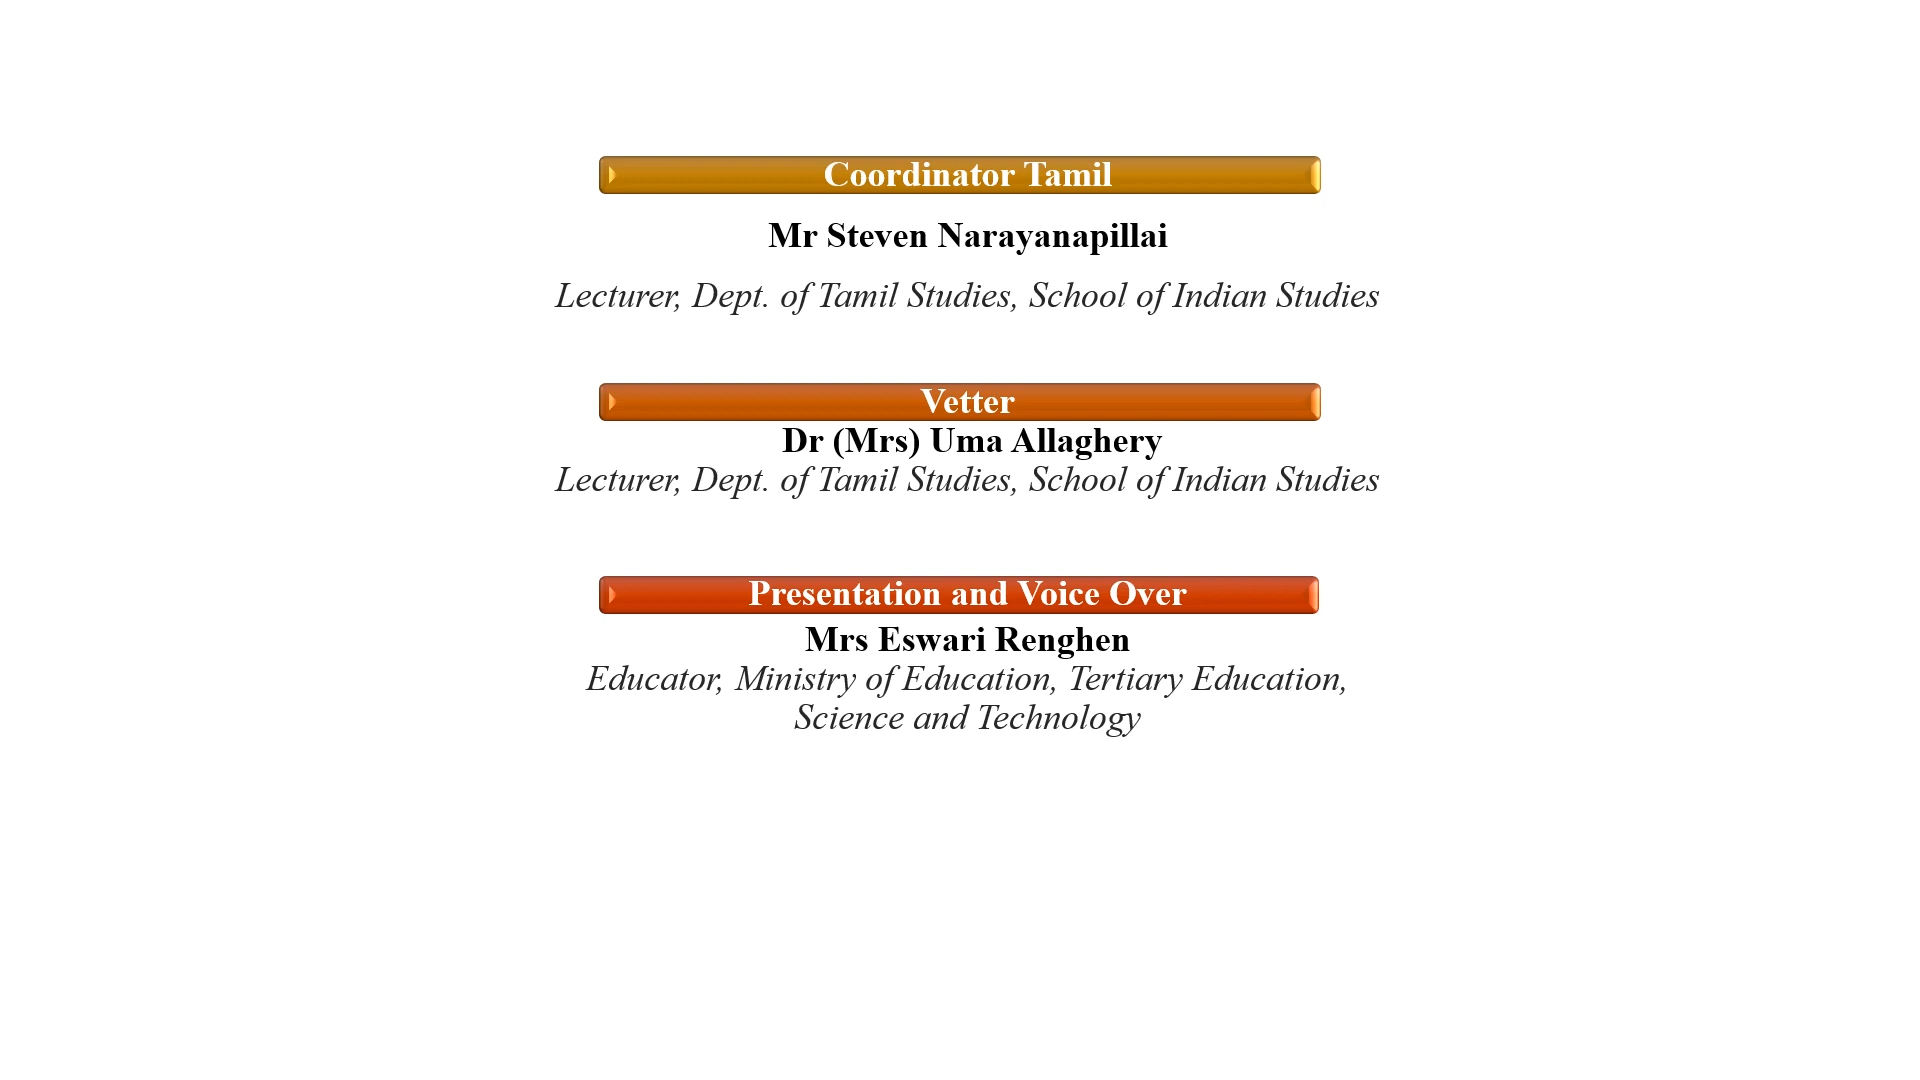 Coordinator Tamil
Mr Steven Narayanapillai
Lecturer, Dept. of Tamil Studies, School of Indian Studies
Vetter
Dr (Mrs) Uma Allaghery
Lecturer, Dept. of Tamil Studies, School of Indian Studies
Presentation and Voice Over
Mrs Eswari Renghen
Educator, Ministry of Education, Tertiary Education,
Science and Technology